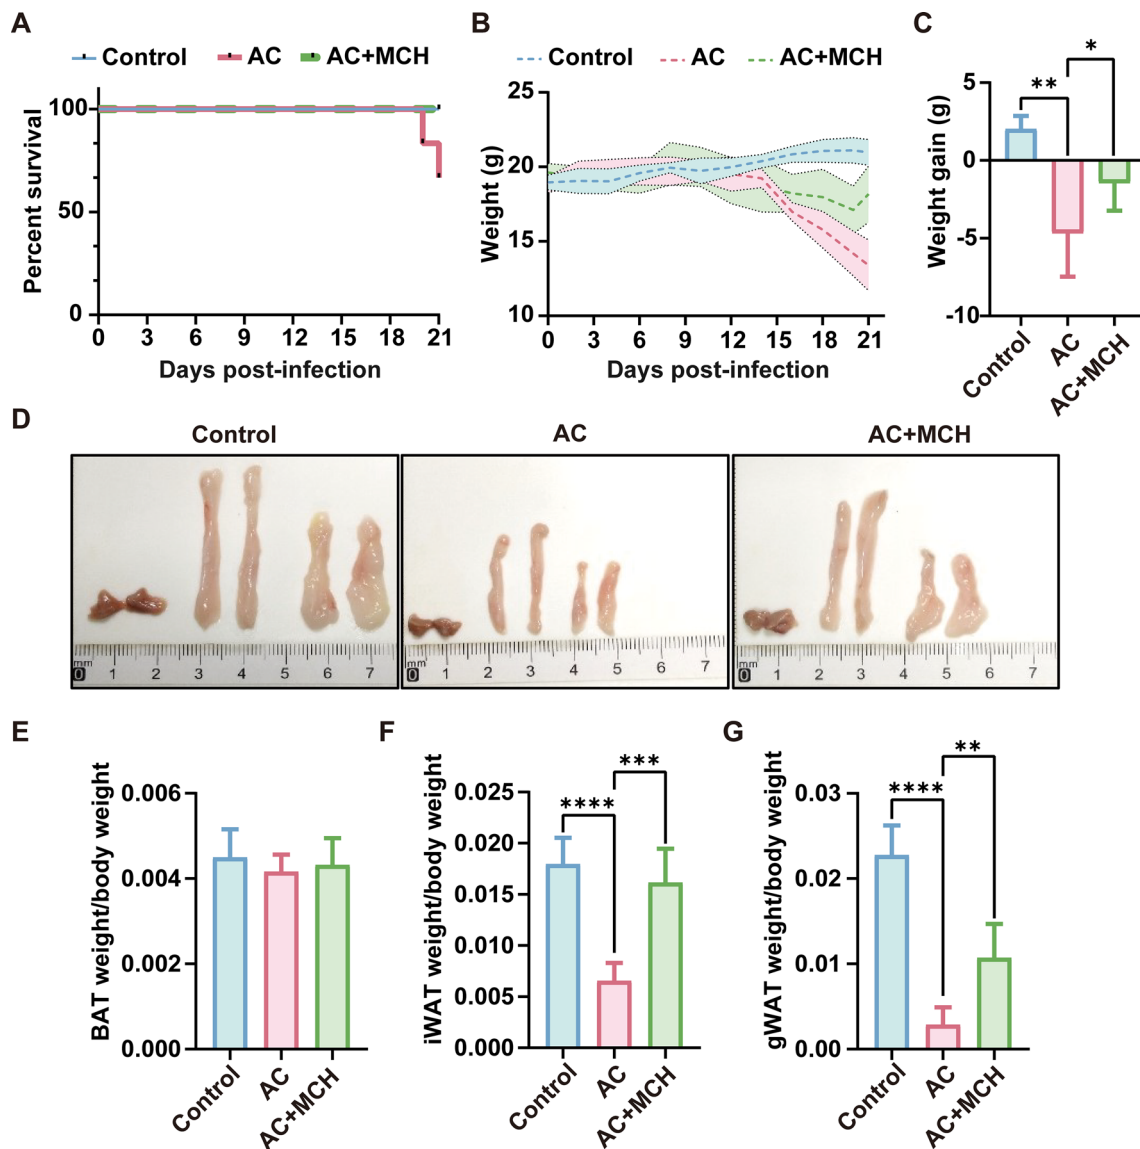 A
Control AC AC+MCH
Percent survival
100
50
0
0 3 6 9 12 15 18 21
Days post-infection
B
Control AC AC+MCH
Weight (g)
25
20
15
10
0 3 6 9 12 15 18 21
Days post-infection
C
* 
**
Weight gain (g)
5
0
-5
-10
Control
AC
AC+MCH
D
Control AC AC+MCH
mm
0 1 2 3 4 5 6 7
mm
0 1 2 3 4 5 6 7
mm
0 1 2 3 4 5 6 7
E
BAT weight/body weight
0.006
0.004
0.002
0.000
Control
AC
AC+MCH
F
***
****
iWAT weight/body weight
0.025
0.020
0.015
0.010
0.005
0.000
Control
AC
AC+MCH
G
**
****
gWAT weight/body weight
0.03
0.02
0.01
0.00
Control
AC
AC+MCH